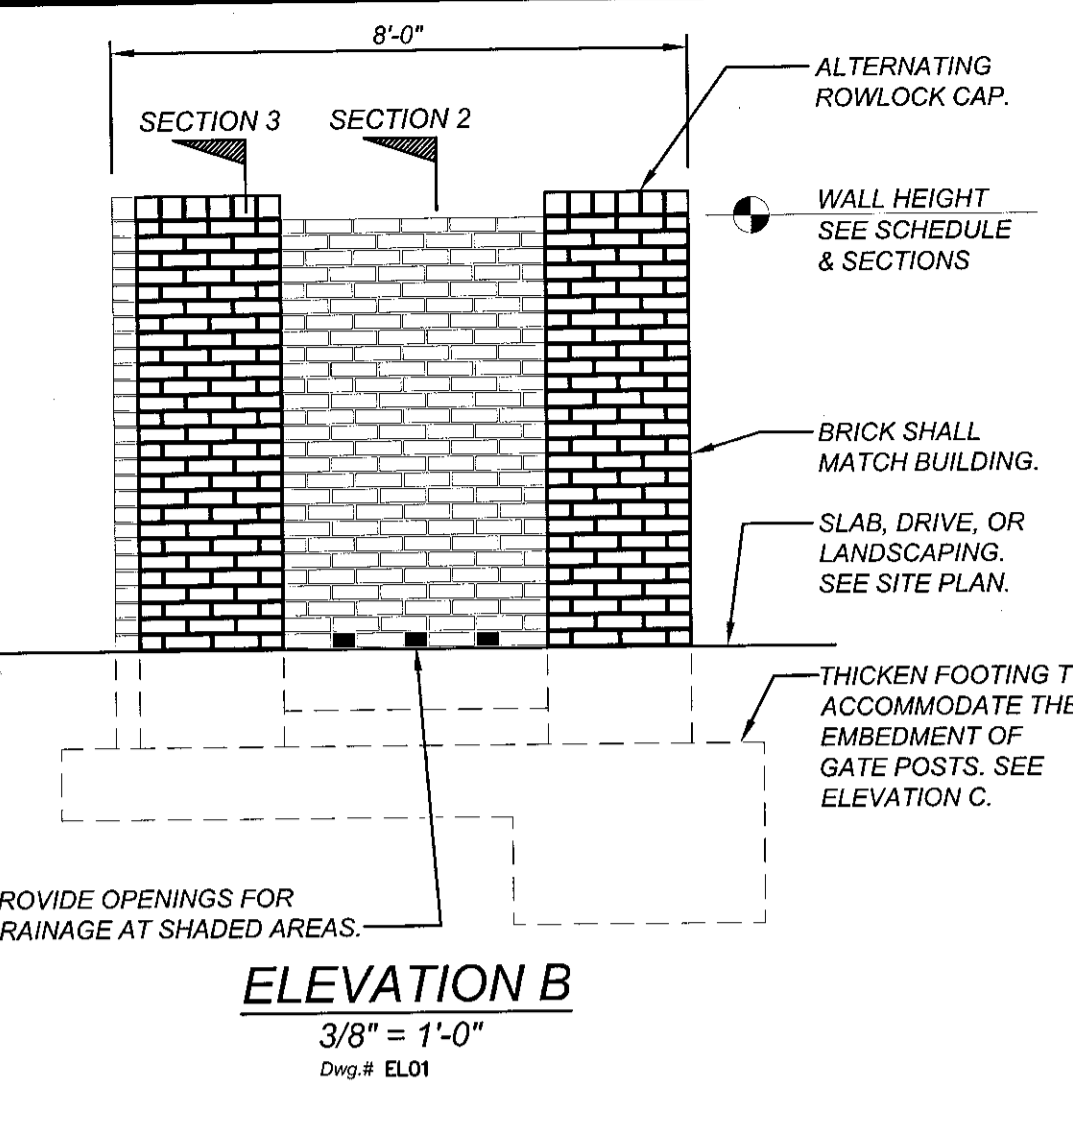 8'-0"
SECTION 3
SECTION 2
ALTERNATING
ROWLOCK CAP.
WALL HEIGHT
SEE SCHEDULE
& SECTIONS
BRICK SHALL
MATCH BUILDING.
SLAB, DRIVE, OR
LANDSCAPING.
SEE SITE PLAN.
THICKEN FOOTING T
ACCOMMODATE THE
EMBEDMENT OF
GATE POSTS. SEE
ELEVATION C.
ROVIDE OPENINGS FOR
RAINAGE AT SHADED AREAS.
ELEVATION B
3/8" = 1'-0"
Dwg.# EL01